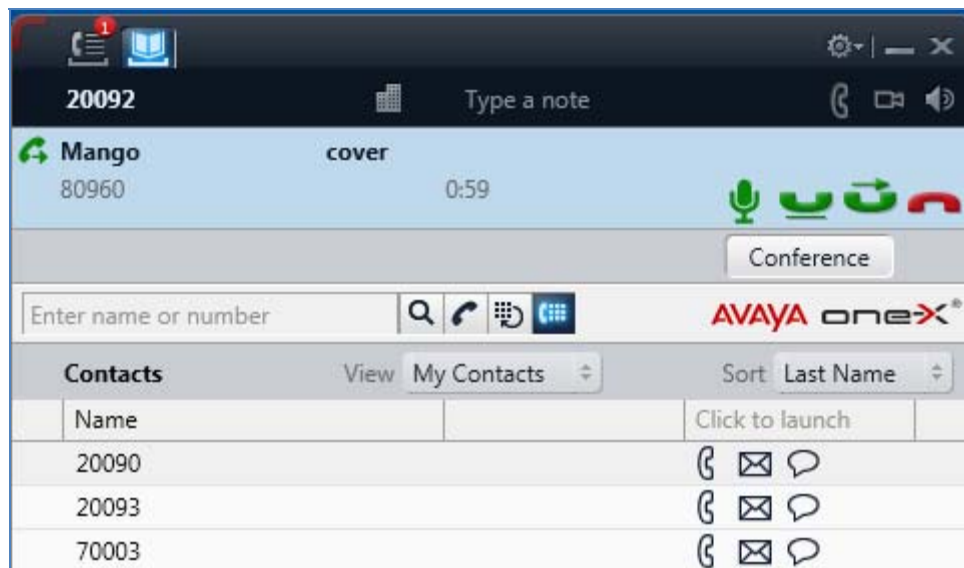 1
20092 Type a note
Mango cover
80960 0:59
Conference
Enter name or number AVAYA one-X®
Contacts View My Contacts Sort Last Name
Name Click to launch
20090
20093
70003